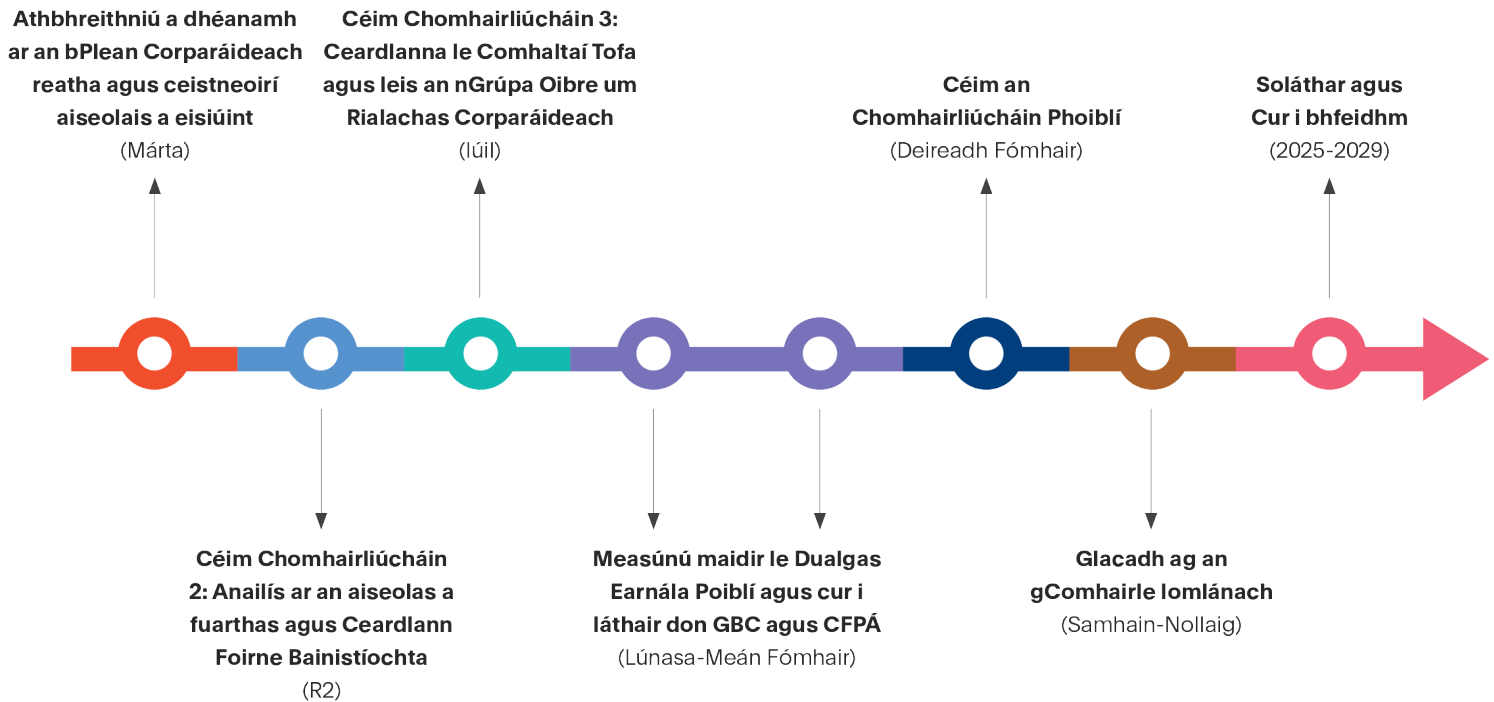 Athbhreithniú a dhéanamh
ar an bPlean Corparáideach
reatha agus ceistneoirí
aiseolais a eisiúint
(Márta)
Céim Chomhairliúcháin
2: Anailís ar an aiseolas a
fuarthas agus Ceardlann
Foirne Bainistíochta
(R2)
Céim Chomhairliúcháin 3:
Ceardlanna le Comhaltaí Tofa
agus leis an nGrúpa Oibre um
Rialachas Corparáideach
(Iúil)
Measúnú maidir le Dualgas
Earnála Poiblí agus cur i
láthair don GBC agus CFPÁ
(Lúnasa-Meán Fómhair)
Céim an
Chomhairliúcháin Phoiblí
(Deireadh Fómhair)
Glacadh ag an
gComhairle Iomlánach
(Samhain-Nollaig)
Soláthar agus
Cur i bhfeidhm
(2025-2029)